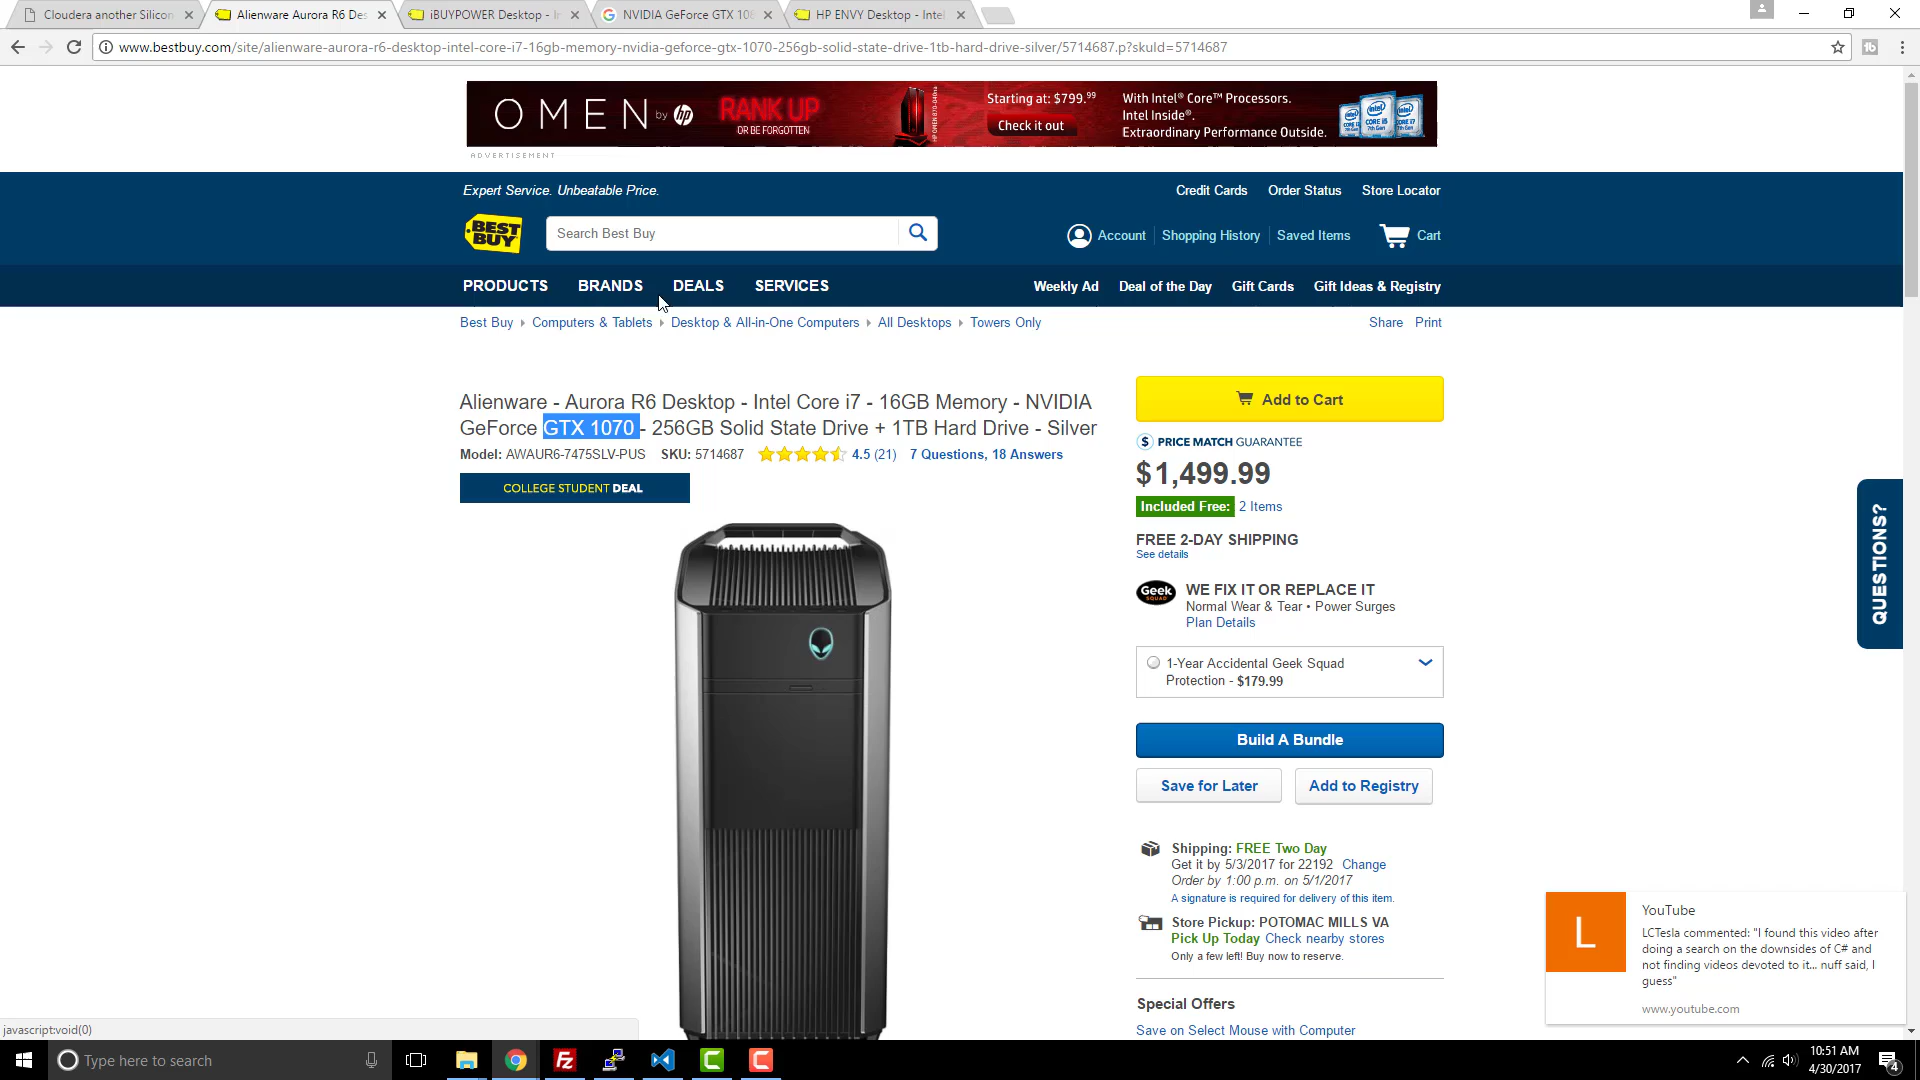 Cloudera another Silicon
Alienware Aurora R6 Des
iBUYPOWER Desktop - In
NVIDIA GeForce GTX 108
HP ENVY Desktop - Intel
www.bestbuy.com/site/alienware-aurora-r6-desktop-intel-core-i7-16gb-memory-nvidia-geforce-gtx-1070-256gb-solid-state-drive-1tb-hard-drive-silver/5714687.p?skuId=5714687
OMEN by hp RANK UP OR BE FORGOTTEN
Starting at: $799.99
Check it out
With Intel® Core™ Processors.
Intel Inside®.
Extraordinary Performance Outside.
ADVERTISEMENT
Expert Service. Unbeatable Price.
Credit Cards Order Status Store Locator
BEST BUY
Search Best Buy
Account Shopping History Saved Items Cart
PRODUCTS BRANDS DEALS SERVICES
Weekly Ad Deal of the Day Gift Cards Gift Ideas & Registry
Best Buy Computers & Tablets Desktop & All-in-One Computers All Desktops Towers Only
Share Print
Alienware - Aurora R6 Desktop - Intel Core i7 - 16GB Memory - NVIDIA
GeForce GTX 1070 - 256GB Solid State Drive + 1TB Hard Drive - Silver
Model: AWAUR6-7475SLV-PUS SKU: 5714687 4.5 (21) 7 Questions, 18 Answers
COLLEGE STUDENT DEAL
Add to Cart
$ PRICE MATCH GUARANTEE
$1,499.99
Included Free: 2 Items
FREE 2-DAY SHIPPING
See details
Geek SQUAD
WE FIX IT OR REPLACE IT
Normal Wear & Tear • Power Surges
Plan Details
1-Year Accidental Geek Squad
Protection - $179.99
Build A Bundle
Save for Later
Add to Registry
Shipping: FREE Two Day
Get it by 5/3/2017 for 22192 Change
Order by 1:00 p.m. on 5/1/2017
A signature is required for delivery of this item.
Store Pickup: POTOMAC MILLS VA
Pick Up Today Check nearby stores
Only a few left! Buy now to reserve.
Special Offers
Save on Select Mouse with Computer
QUESTIONS?
L
YouTube
LCTesla commented: "I found this video after
doing a search on the downsides of C# and
not finding videos devoted to it... nuff said, I
guess"
www.youtube.com
javascript:void(0)
Type here to search
10:51 AM
4/30/2017
4